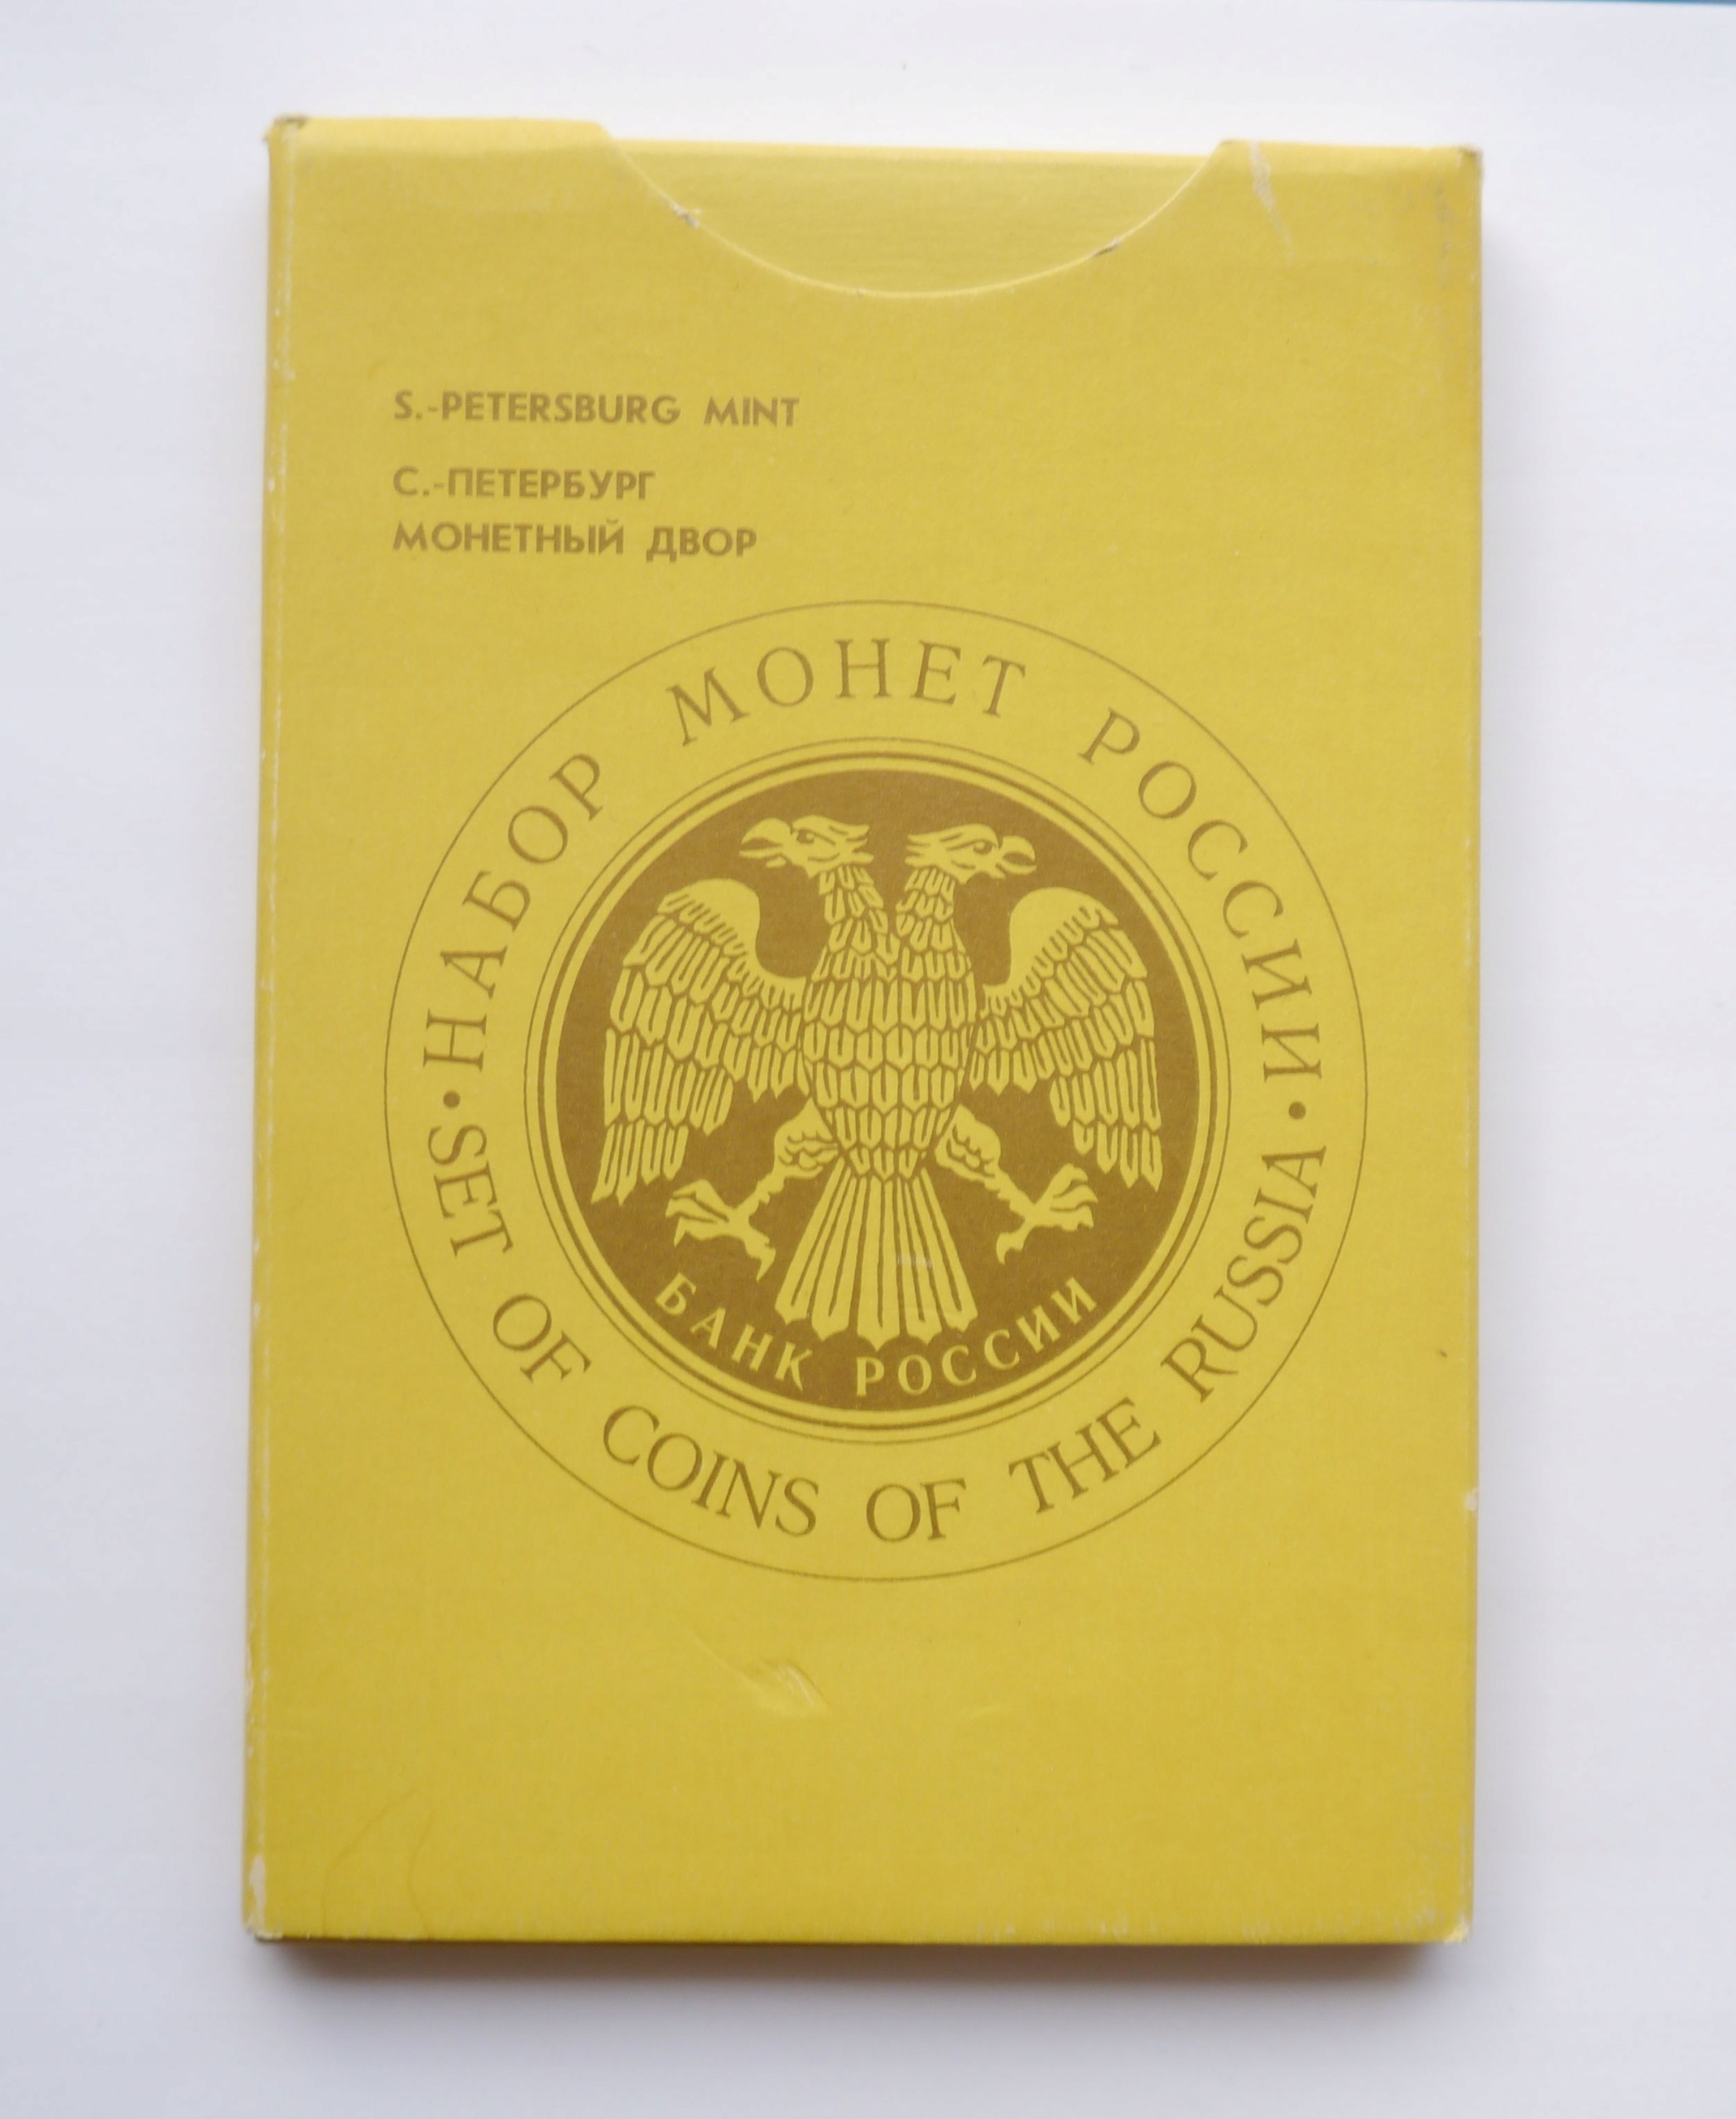 S.-PETERSBURG MINT
С.-ПЕТЕРБУРГ
МОНЕТНЫЙ ДВОР
НАБОР МОНЕТ РОССИИ
БАНК РОССИИ
SET OF COINS OF THE RUSSIA